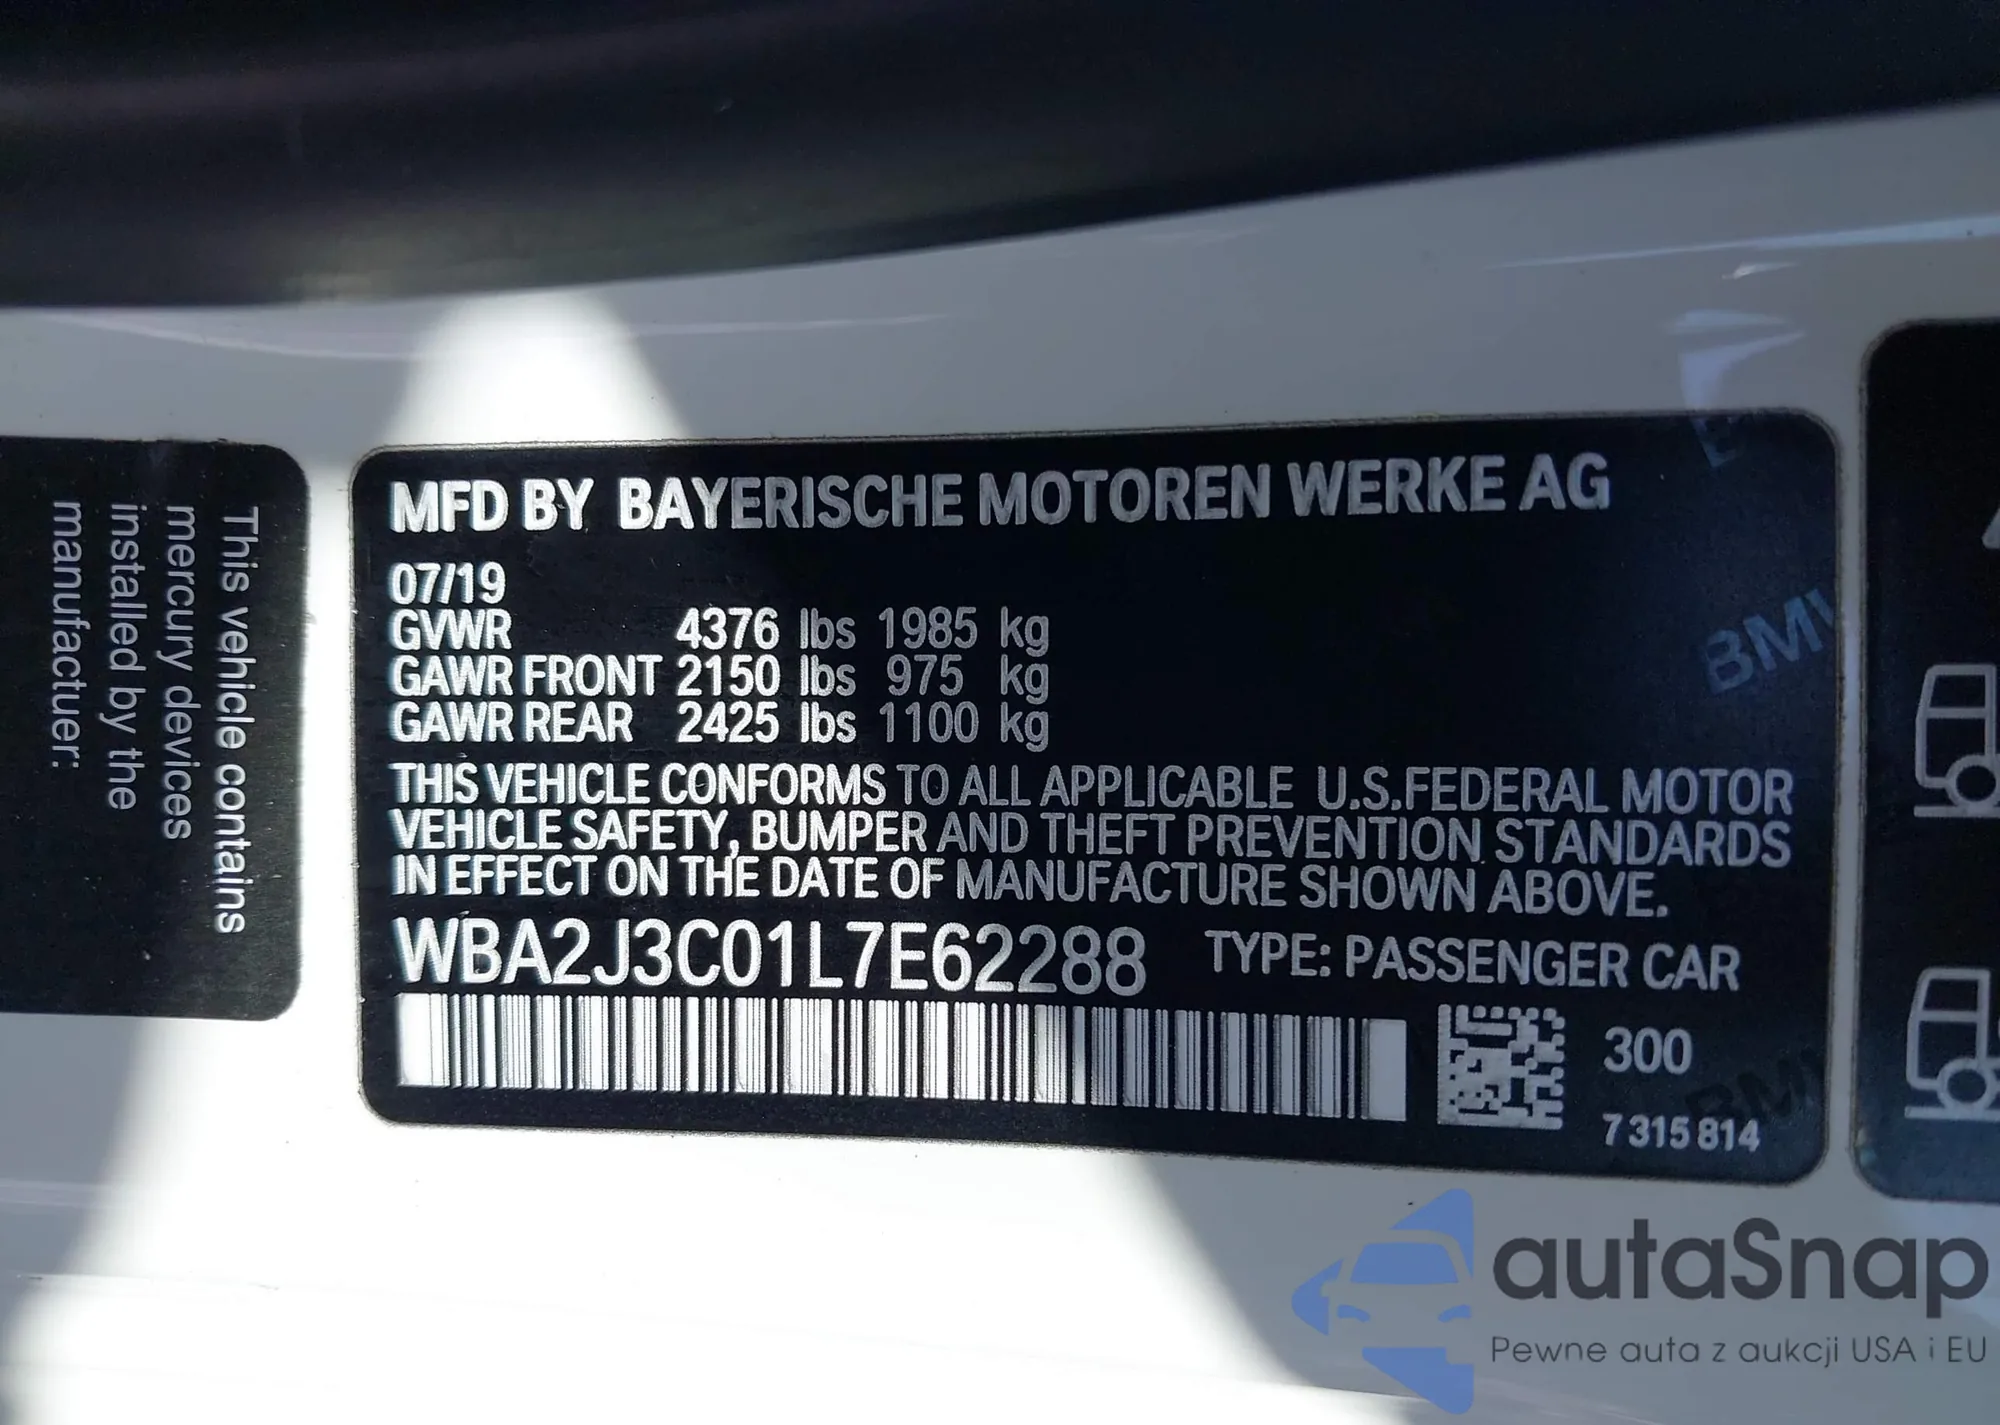 This vehicle contains
mercury devices
installed by the
manufactuer:
MFD BY BAYERISCHE MOTOREN WERKE AG
07/19
GVWR 4376 lbs 1985 kg
GAWR FRONT 2150 lbs 975 kg
GAWR REAR 2425 lbs 1100 kg
THIS VEHICLE CONFORMS TO ALL APPLICABLE U.S.FEDERAL MOTOR
VEHICLE SAFETY, BUMPER AND THEFT PREVENTION STANDARDS
IN EFFECT ON THE DATE OF MANUFACTURE SHOWN ABOVE.
WBA2J3C01L7E62288 TYPE: PASSENGER CAR
300
7 315 814
BMW
BMW
autaSnap
Pewne auta z aukcji USA i EU